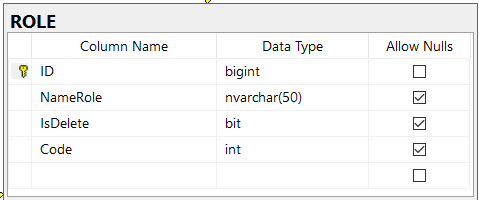 ROLE
Column Name Data Type Allow Nulls
ID bigint
NameRole nvarchar(50)
IsDelete bit
Code int